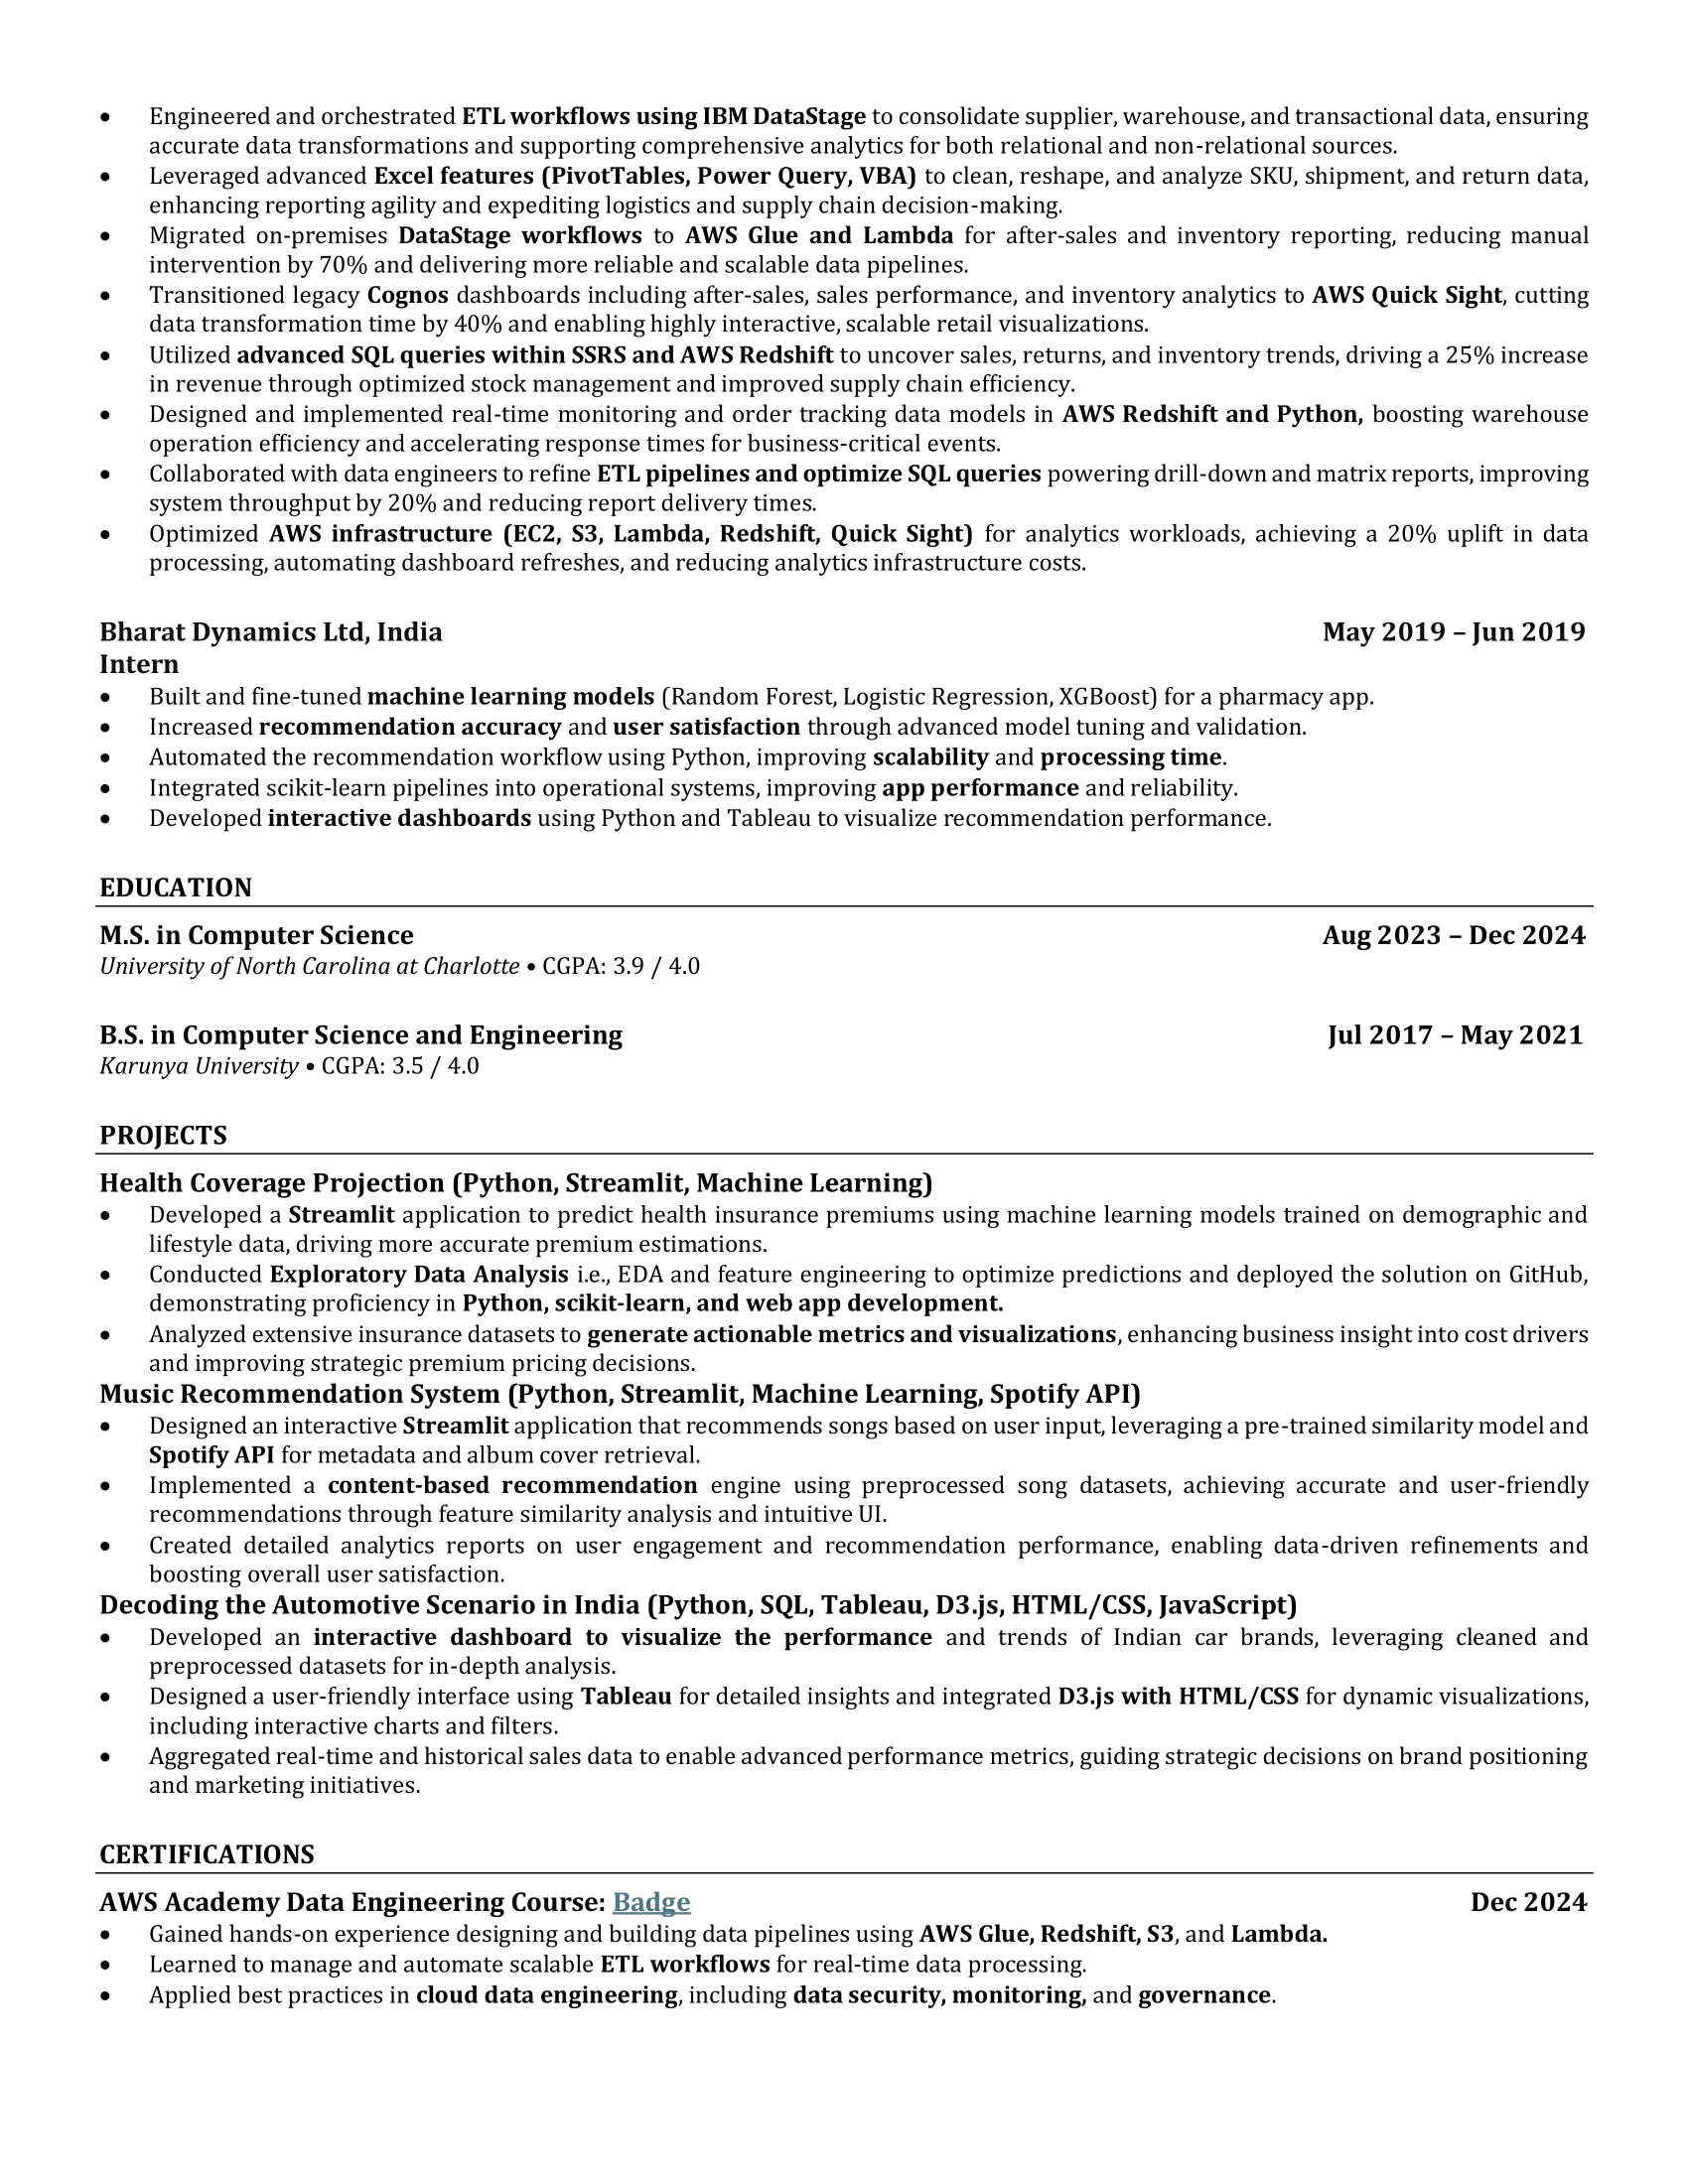 • Engineered and orchestrated ETL workflows using IBM DataStage to consolidate supplier, warehouse, and transactional data, ensuring
accurate data transformations and supporting comprehensive analytics for both relational and non-relational sources.
• Leveraged advanced Excel features (PivotTables, Power Query, VBA) to clean, reshape, and analyze SKU, shipment, and return data,
enhancing reporting agility and expediting logistics and supply chain decision-making.
• Migrated on-premises DataStage workflows to AWS Glue and Lambda for after-sales and inventory reporting, reducing manual
intervention by 70% and delivering more reliable and scalable data pipelines.
• Transitioned legacy Cognos dashboards including after-sales, sales performance, and inventory analytics to AWS Quick Sight, cutting
data transformation time by 40% and enabling highly interactive, scalable retail visualizations.
• Utilized advanced SQL queries within SSRS and AWS Redshift to uncover sales, returns, and inventory trends, driving a 25% increase
in revenue through optimized stock management and improved supply chain efficiency.
• Designed and implemented real-time monitoring and order tracking data models in AWS Redshift and Python, boosting warehouse
operation efficiency and accelerating response times for business-critical events.
• Collaborated with data engineers to refine ETL pipelines and optimize SQL queries powering drill-down and matrix reports, improving
system throughput by 20% and reducing report delivery times.
• Optimized AWS infrastructure (EC2, S3, Lambda, Redshift, Quick Sight) for analytics workloads, achieving a 20% uplift in data
processing, automating dashboard refreshes, and reducing analytics infrastructure costs.
Bharat Dynamics Ltd, India May 2019 – Jun 2019
Intern
• Built and fine-tuned machine learning models (Random Forest, Logistic Regression, XGBoost) for a pharmacy app.
• Increased recommendation accuracy and user satisfaction through advanced model tuning and validation.
• Automated the recommendation workflow using Python, improving scalability and processing time.
• Integrated scikit-learn pipelines into operational systems, improving app performance and reliability.
• Developed interactive dashboards using Python and Tableau to visualize recommendation performance.
EDUCATION
M.S. in Computer Science Aug 2023 – Dec 2024
University of North Carolina at Charlotte • CGPA: 3.9 / 4.0
B.S. in Computer Science and Engineering Jul 2017 – May 2021
Karunya University • CGPA: 3.5 / 4.0
PROJECTS
Health Coverage Projection (Python, Streamlit, Machine Learning)
• Developed a Streamlit application to predict health insurance premiums using machine learning models trained on demographic and
lifestyle data, driving more accurate premium estimations.
• Conducted Exploratory Data Analysis i.e., EDA and feature engineering to optimize predictions and deployed the solution on GitHub,
demonstrating proficiency in Python, scikit-learn, and web app development.
• Analyzed extensive insurance datasets to generate actionable metrics and visualizations, enhancing business insight into cost drivers
and improving strategic premium pricing decisions.
Music Recommendation System (Python, Streamlit, Machine Learning, Spotify API)
• Designed an interactive Streamlit application that recommends songs based on user input, leveraging a pre-trained similarity model and
Spotify API for metadata and album cover retrieval.
• Implemented a content-based recommendation engine using preprocessed song datasets, achieving accurate and user-friendly
recommendations through feature similarity analysis and intuitive UI.
• Created detailed analytics reports on user engagement and recommendation performance, enabling data-driven refinements and
boosting overall user satisfaction.
Decoding the Automotive Scenario in India (Python, SQL, Tableau, D3.js, HTML/CSS, JavaScript)
• Developed an interactive dashboard to visualize the performance and trends of Indian car brands, leveraging cleaned and
preprocessed datasets for in-depth analysis.
• Designed a user-friendly interface using Tableau for detailed insights and integrated D3.js with HTML/CSS for dynamic visualizations,
including interactive charts and filters.
• Aggregated real-time and historical sales data to enable advanced performance metrics, guiding strategic decisions on brand positioning
and marketing initiatives.
CERTIFICATIONS
AWS Academy Data Engineering Course: Badge Dec 2024
• Gained hands-on experience designing and building data pipelines using AWS Glue, Redshift, S3, and Lambda.
• Learned to manage and automate scalable ETL workflows for real-time data processing.
• Applied best practices in cloud data engineering, including data security, monitoring, and governance.